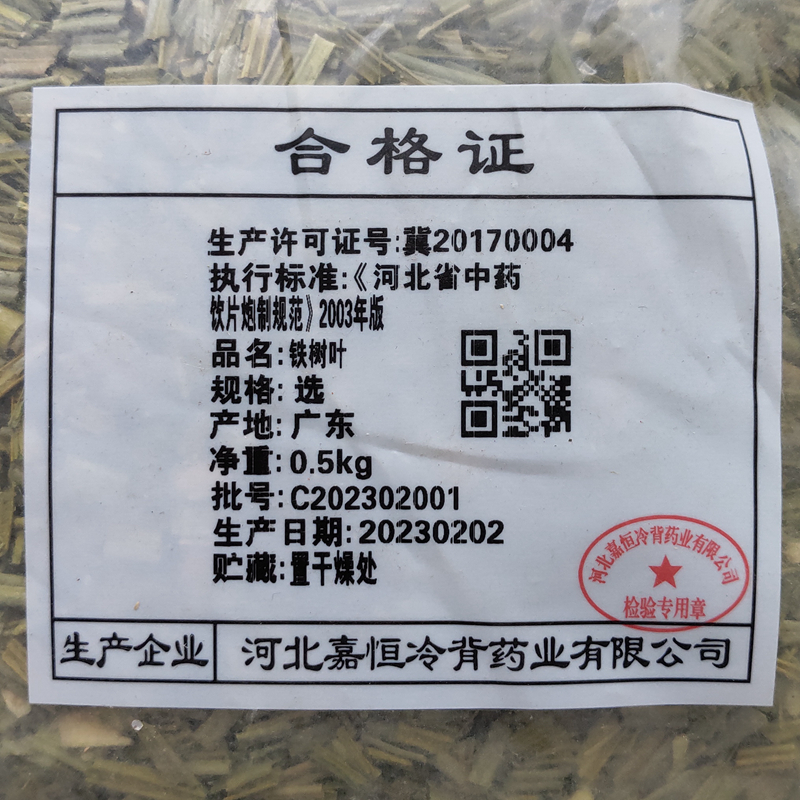 合格证
生产许可证号:冀20170004
执行标准:《河北省中药
饮片炮制规范》2003年版
品名:铁树叶
规格:选
产地:广东
净重:0.5kg
批号:C202302001
生产日期:20230202
贮藏:置干燥处
河北嘉恒冷背药业有限公司
检验专用章
生产企业 河北嘉恒冷背药业有限公司